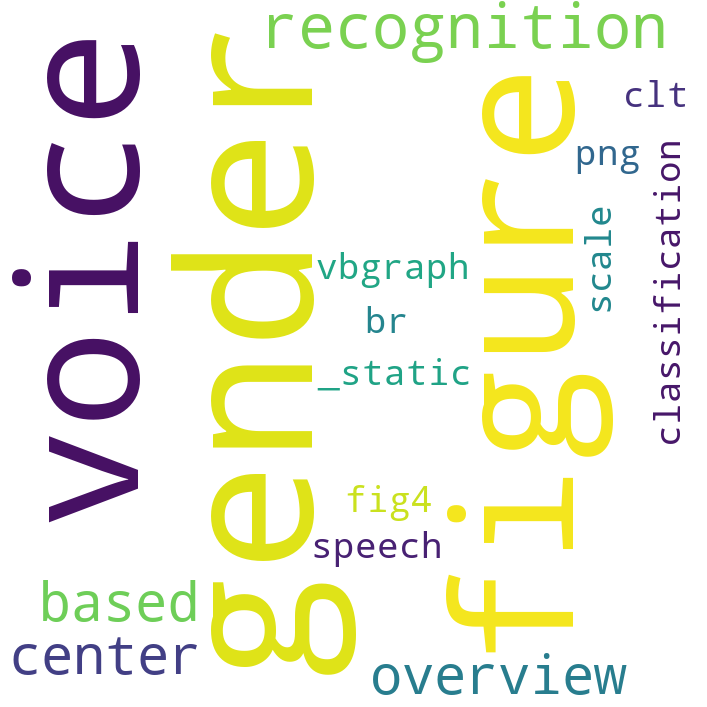 recognition
voice
gender
figure
clt
png
classification
scale
vbgraph
br
_static
fig4
speech
based
center
overview